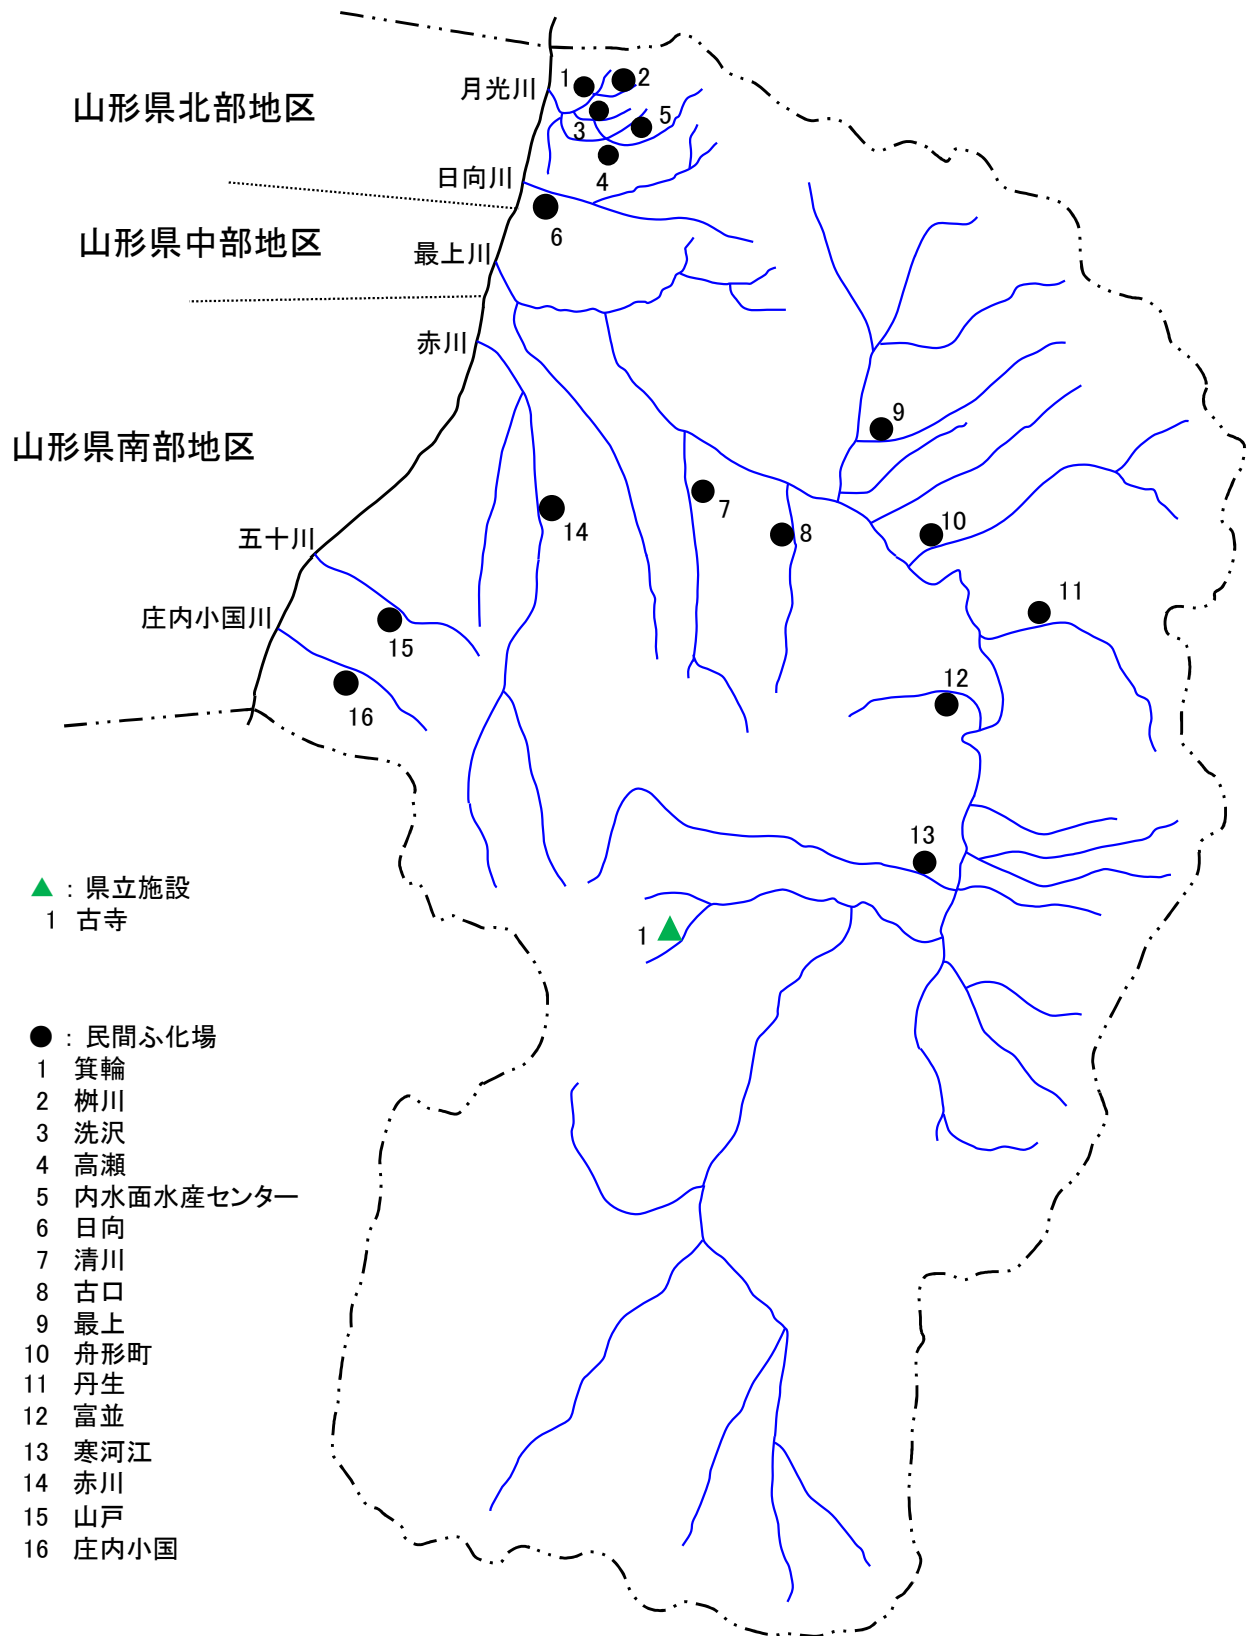 山形県北部地区
月光川
1
2
3
5
4
日向川
6
山形県中部地区
最上川
赤川
山形県南部地区
9
7
14
8
10
五十川
11
庄内小国川
15
12
16
13
▲ : 県立施設
1 古寺
1
● : 民間ふ化場
1 箕輪
2 桝川
3 洗沢
4 高瀬
5 内水面水産センター
6 日向
7 清川
8 古口
9 最上
10 舟形町
11 丹生
12 富並
13 寒河江
14 赤川
15 山戸
16 庄内小国